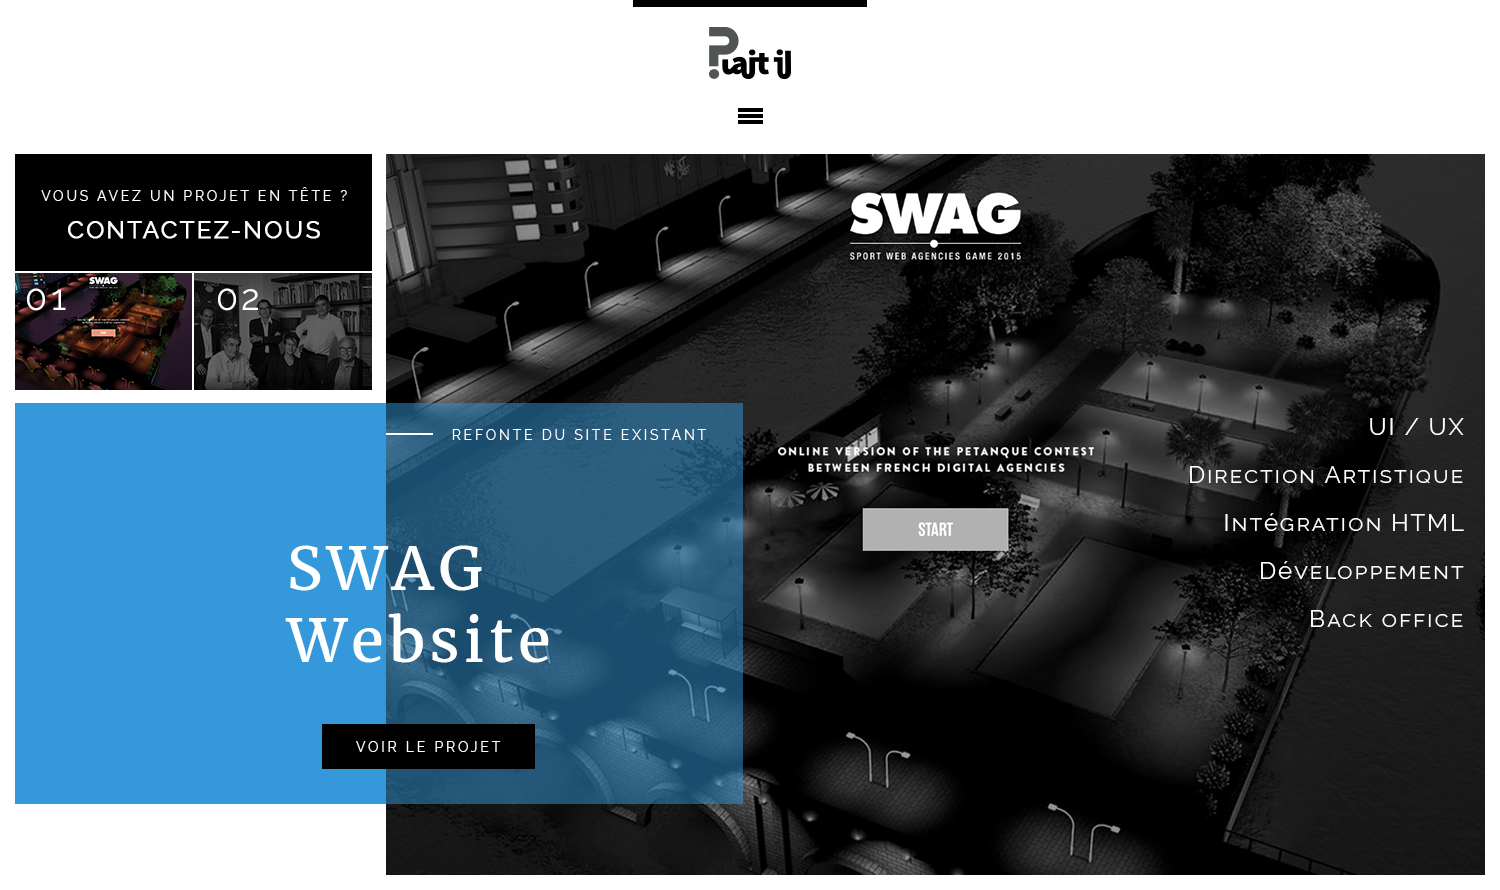 Plait il
VOUS AVEZ UN PROJET EN TÊTE ?
CONTACTEZ-NOUS
SWAG
01
02
SWAG
SPORT WEB AGENCIES GAME 2015
REFONTE DU SITE EXISTANT
SWAG
Website
VOIR LE PROJET
ONLINE VERSION OF THE PETANQUE CONTEST
BETWEEN FRENCH DIGITAL AGENCIES
START
UI / UX
DIRECTION ARTISTIQUE
INTéGRATION HTML
DéVELOPPEMENT
BACK OFFICE